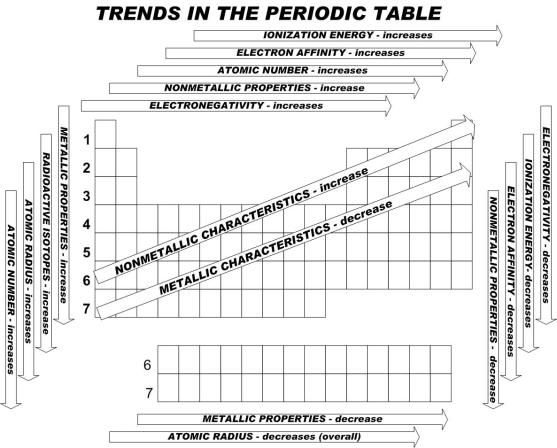 TRENDS IN THE PERIODIC TABLE
IONIZATION ENERGY - increases
ELECTRON AFFINITY - increases
ATOMIC NUMBER - increases
NONMETALLIC PROPERTIES - increase
ELECTRONEGATIVITY - increases
ATOMIC NUMBER - increases
ATOMIC RADIUS - increases
RADIOACTIVE ISOTOPES - increase
METALLIC PROPERTIES - increase
1
2
3
4
5
6
7
NONMETALLIC CHARACTERISTICS - increase
METALLIC CHARACTERISTICS - decrease
NONMETALLIC PROPERTIES - decrease
ELECTRON AFFINITY - decreases
IONIZATION ENERGY- decreases
ELECTRONEGATIVITY - decreases
6
7
METALLIC PROPERTIES - decrease
ATOMIC RADIUS - decreases (overall)